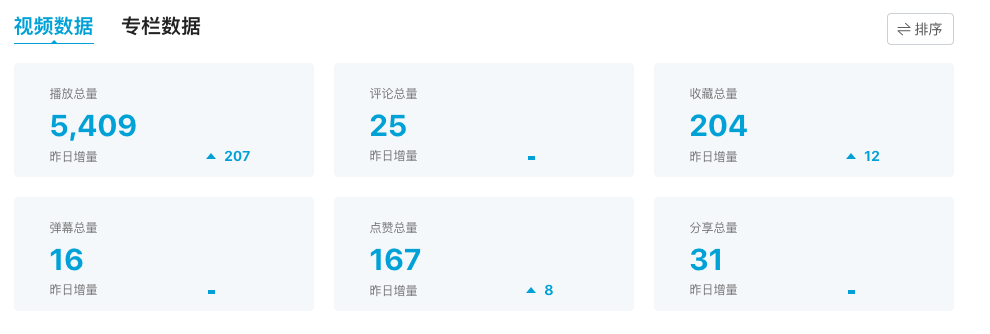 视频数据 专栏数据 排序
播放总量 评论总量 收藏总量
5,409 25 204
昨日增量 207 昨日增量 - 昨日增量 12
弹幕总量 点赞总量 分享总量
16 167 31
昨日增量 - 昨日增量 8 昨日增量 -